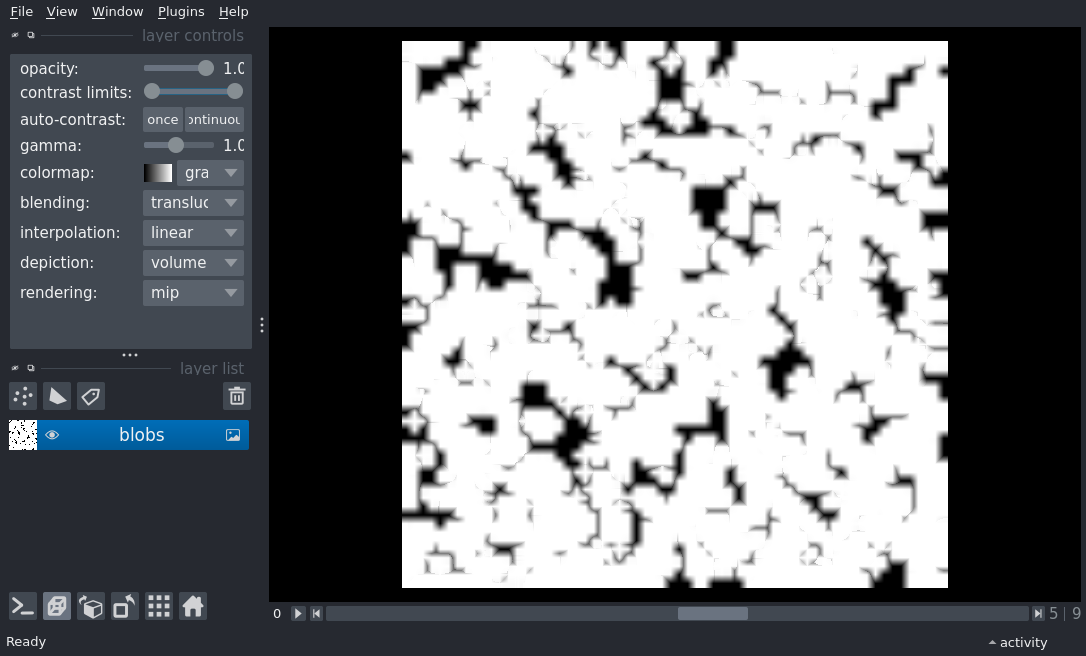 File View Window Plugins Help
layer controls
opacity: 1.0
contrast limits:
auto-contrast: once ontinuou
gamma: 1.0
colormap: gra
blending: transluc
interpolation: linear
depiction: volume
rendering: mip
layer list
blobs
0 5 | 9
Ready activity